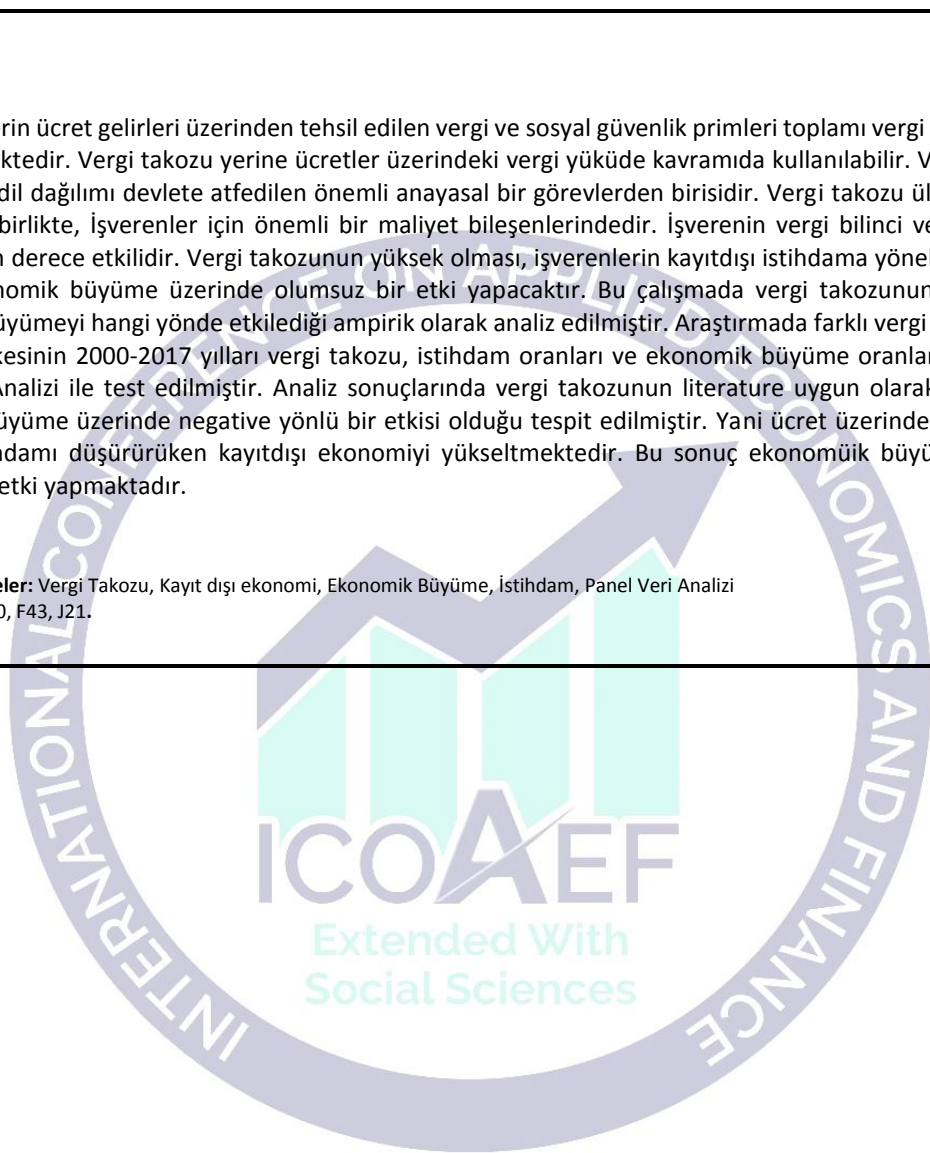 erin ücret gelirleri üzerinden tehsil edilen vergi ve sosyal güvenlik primleri toplamı vergi
ktedir. Vergi takozu yerine ücretler üzerindeki vergi yüküde kavramıda kullanılabilir. V
dil dağılımı devlete atfedilen önemli anayasal bir görevlerden birisidir. Vergi takozu ül
birlikte, İşverenler için önemli bir maliyet bileşenlerindedir. İşverenin vergi bilinci ve
n derece etkilidir. Vergi takozunun yüksek olması, işverenlerin kayıtdışı istihdama yönel
nomik büyüme üzerinde olumsuz bir etki yapacaktır. Bu çalışmada vergi takozunun
üyümeyi hangi yönde etkilediği ampirik olarak analiz edilmiştir. Araştırmada farklı vergi
kesinin 2000-2017 yılları vergi takozu, istihdam oranları ve ekonomik büyüme oranlar
Analizi ile test edilmiştir. Analiz sonuçlarında vergi takozunun literature uygun olarak
üyüme üzerinde negative yönlü bir etkisi olduğu tespit edilmiştir. Yani ücret üzerinde
ndamı düşürürüken kayıtdışı ekonomiyi yükseltmektedir. Bu sonuç ekonomüik büyü
etki yapmaktadır.
eler: Vergi Takozu, Kayıt dışı ekonomi, Ekonomik Büyüme, İstihdam, Panel Veri Analizi
0, F43, J21.
INTERNATIONAL CONFERENCE ON APPLIED ECONOMICS AND FINANCE
ICOAEF
Extended With
Social Sciences